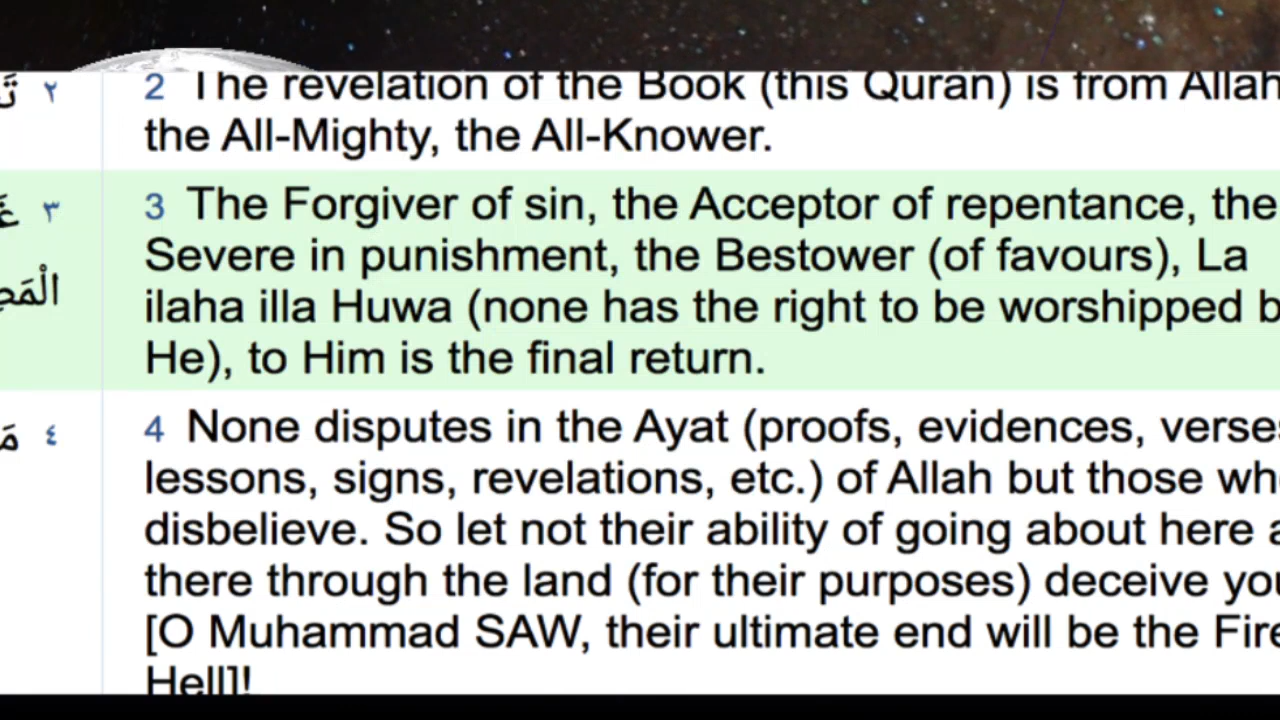 2 The revelation of the Book (this Quran) is from Allah
the All-Mighty, the All-Knower.
٢
3 The Forgiver of sin, the Acceptor of repentance, the
Severe in punishment, the Bestower (of favours), La
ilaha illa Huwa (none has the right to be worshipped
He), to Him is the final return.
٣
4 None disputes in the Ayat (proofs, evidences,
lessons, signs, revelations, etc.) of Allah but those
disbelieve. So let not their ability of going about here
there through the land (for their purposes) deceive
[O Muhammad SAW, their ultimate end will be the
Hell]!
٤